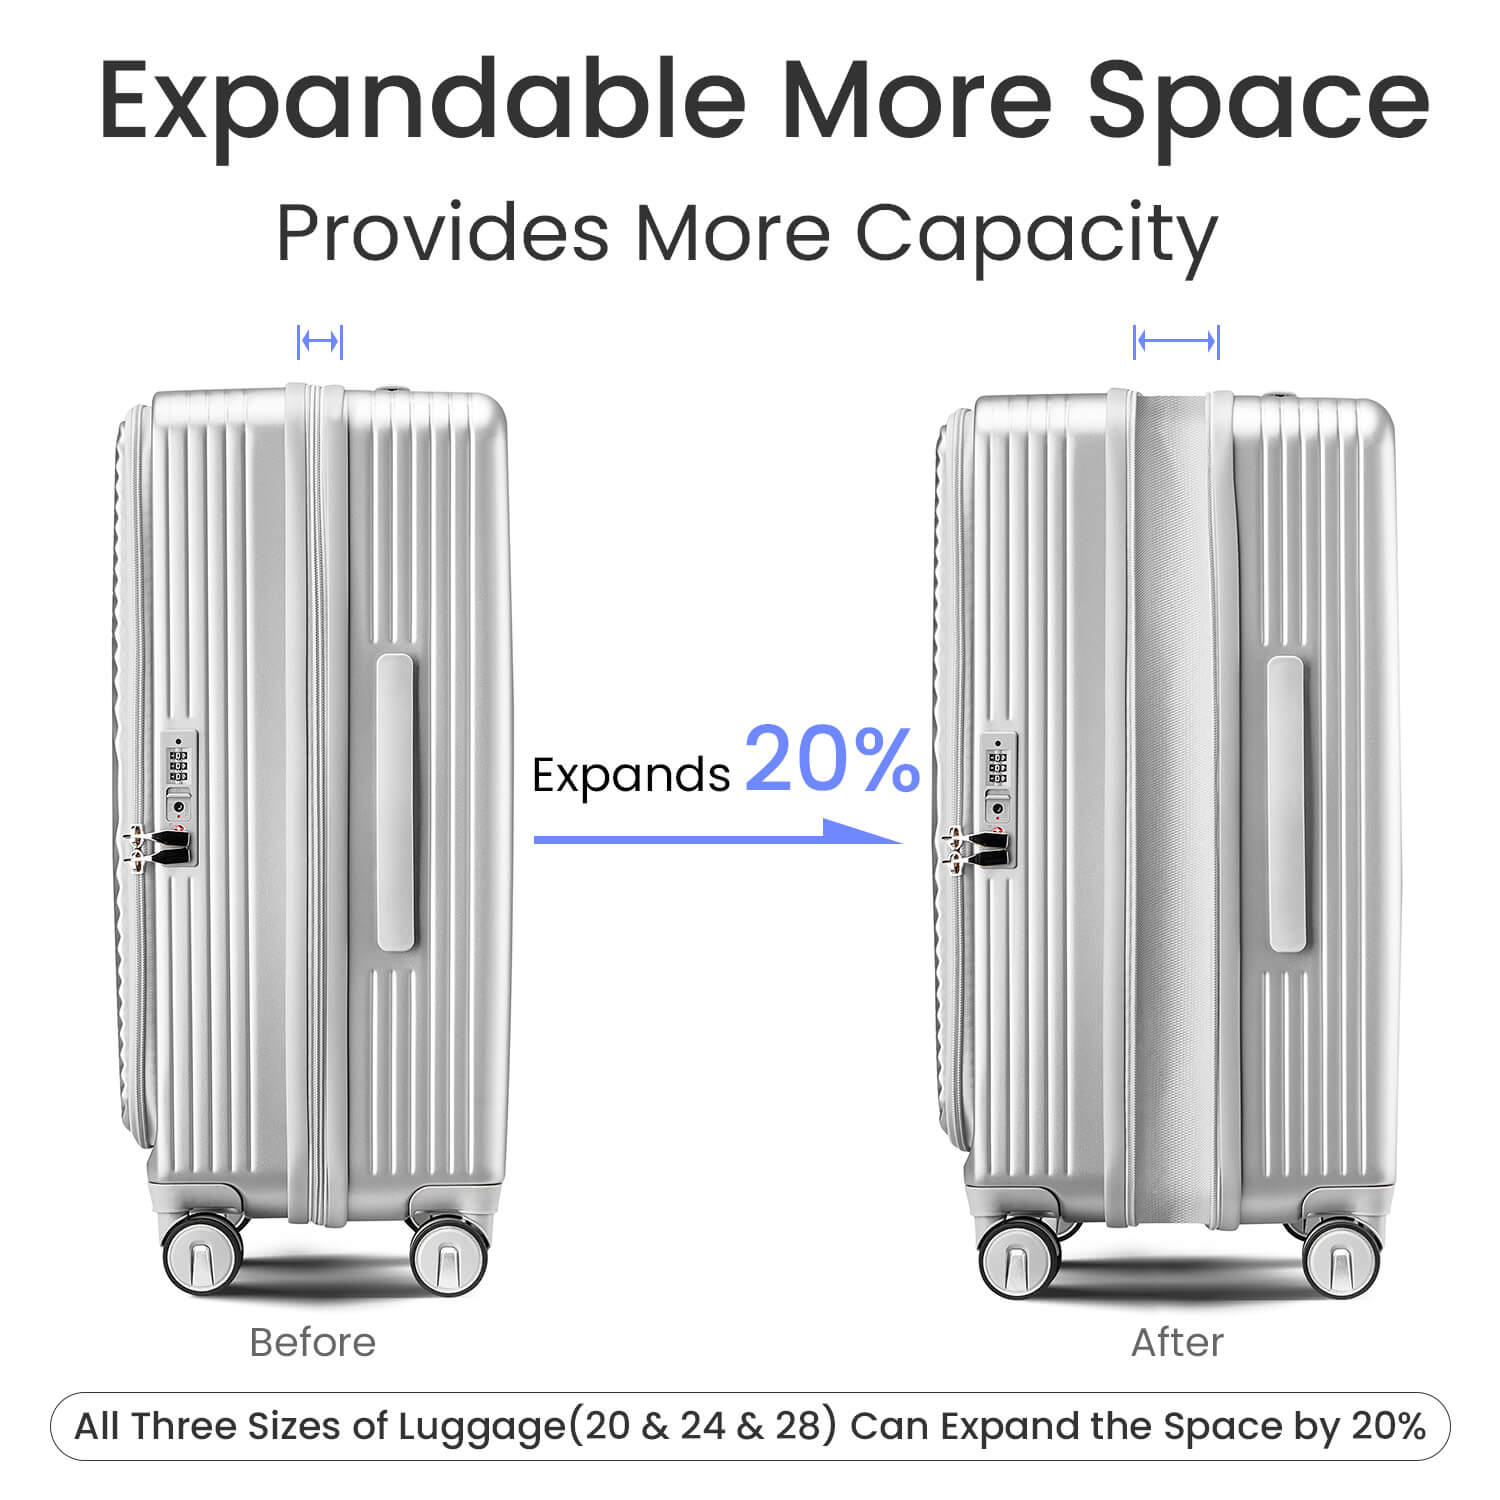 Expandable More Space
Provides More Capacity
Expands 20%
Before
After
All Three Sizes of Luggage(20 & 24 & 28) Can Expand the Space by 20%